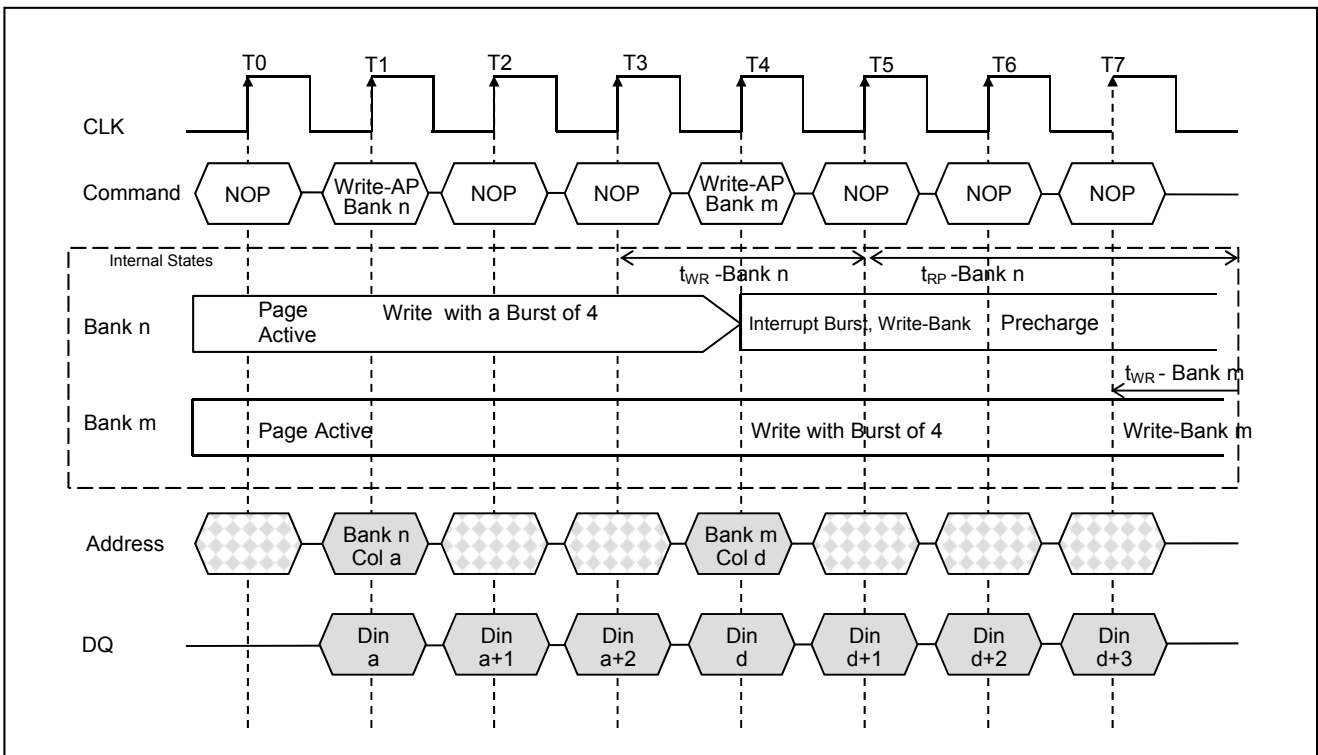 T0 T1 T2 T3 T4 T5 T6 T7
CLK
Command NOP Write-AP Bank n NOP NOP Write-AP Bank m NOP NOP NOP
Internal States
tWR -Bank n tRP -Bank n
Bank n Page Active Write with a Burst of 4 Interrupt Burst, Write-Bank Precharge
tWR - Bank m
Bank m Page Active Write with Burst of 4 Write-Bank m
Address Bank n Col a Bank m Col d
DQ Din a Din a+1 Din a+2 Din d Din d+1 Din d+2 Din d+3